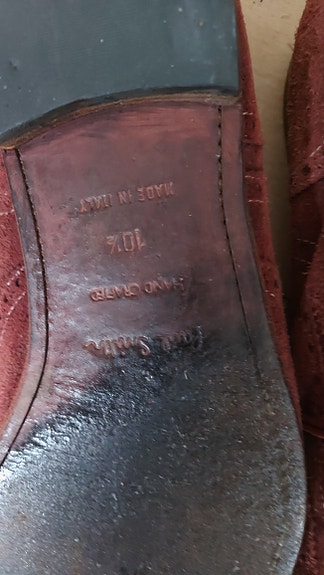 Paul Smith
HAND CRAFTED
10½
MADE IN ITALY